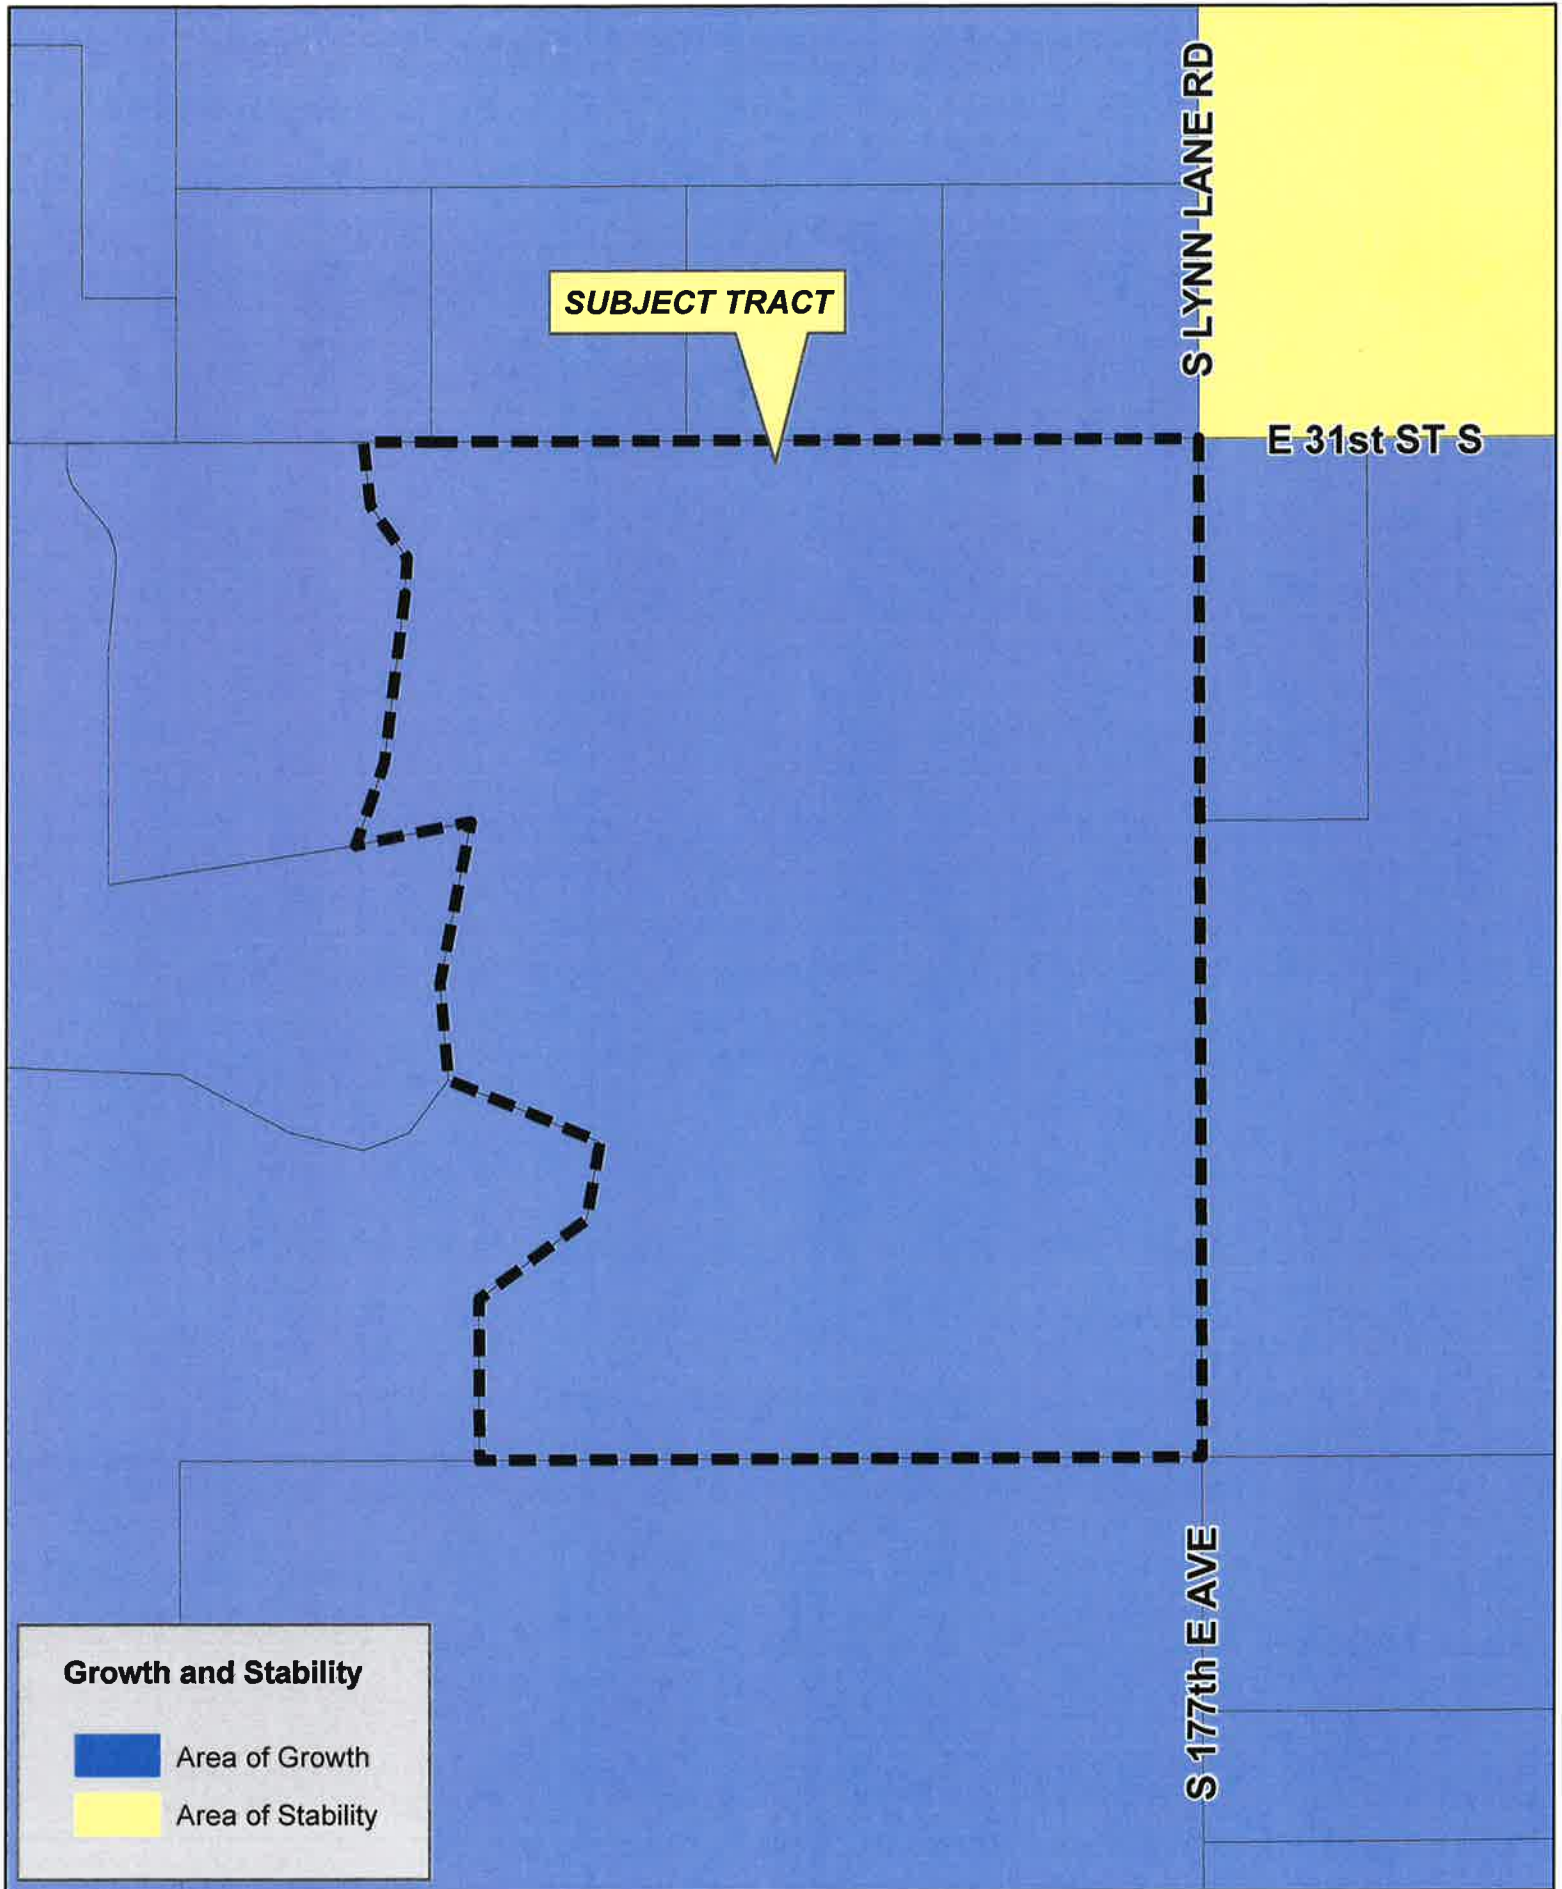 S LYNN LANE RD
SUBJECT TRACT
E 31st ST S
S 177th E AVE
Growth and Stability
Area of Growth
Area of Stability